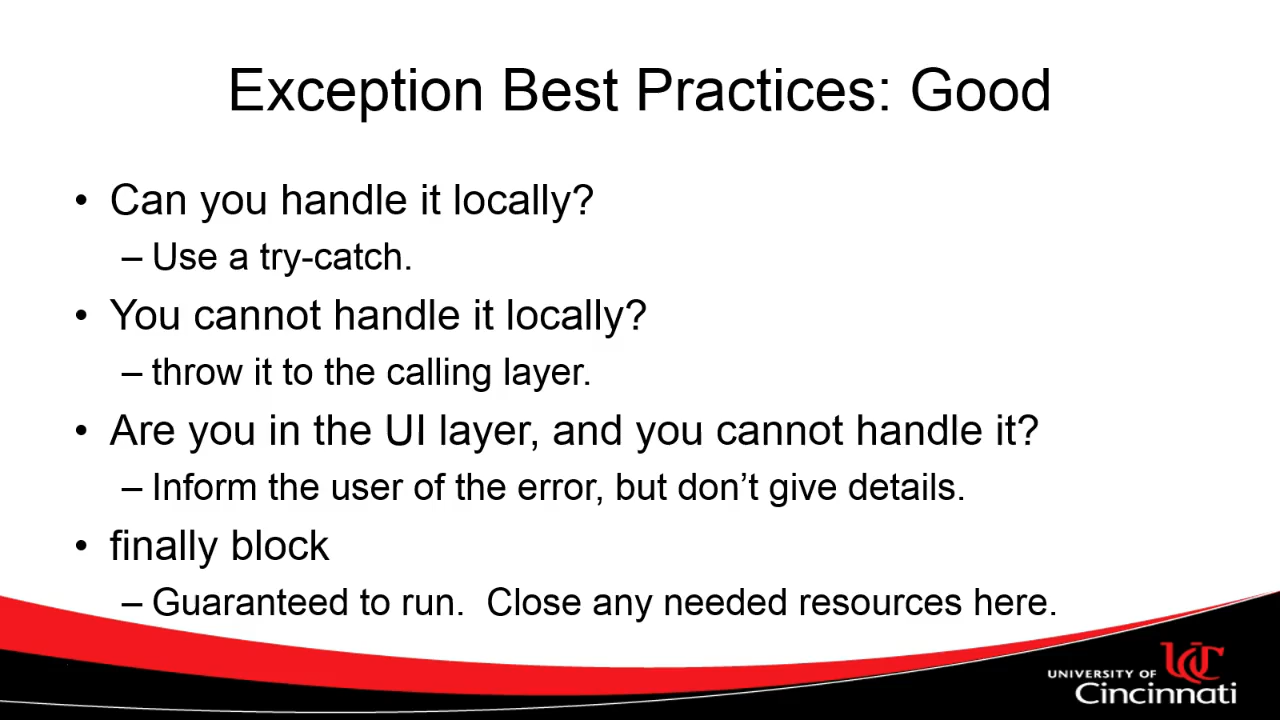 Exception Best Practices: Good
• Can you handle it locally?
– Use a try-catch.
• You cannot handle it locally?
– throw it to the calling layer.
• Are you in the UI layer, and you cannot handle it?
– Inform the user of the error, but don’t give details.
• finally block
– Guaranteed to run.  Close any needed resources here.
UC
UNIVERSITY OF
Cincinnati